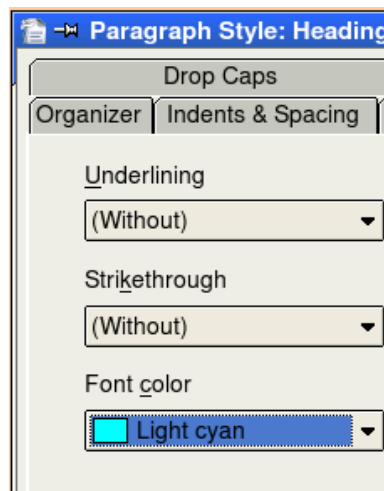 Paragraph Style: Heading
Drop Caps
Organizer Indents & Spacing
Underlining
(Without)
Strikethrough
(Without)
Font color
Light cyan